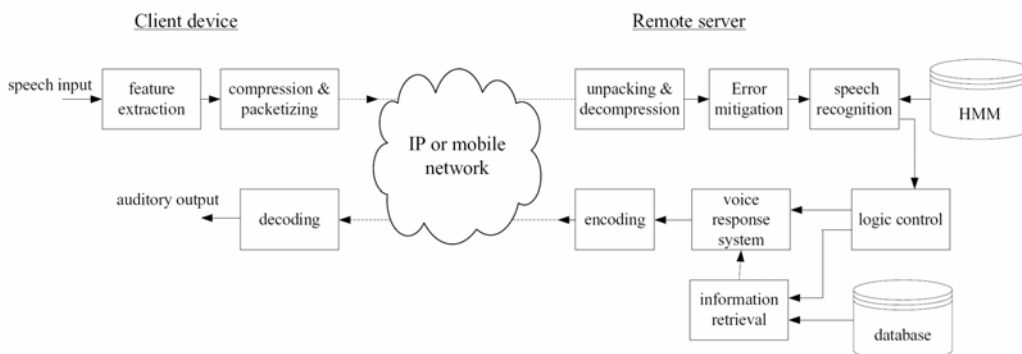 Client device
Remote server
speech input
feature
extraction
compression &
packetizing
IP or mobile
network
unpacking &
decompression
Error
mitigation
speech
recognition
HMM
auditory output
decoding
encoding
voice
response
system
logic control
information
retrieval
database